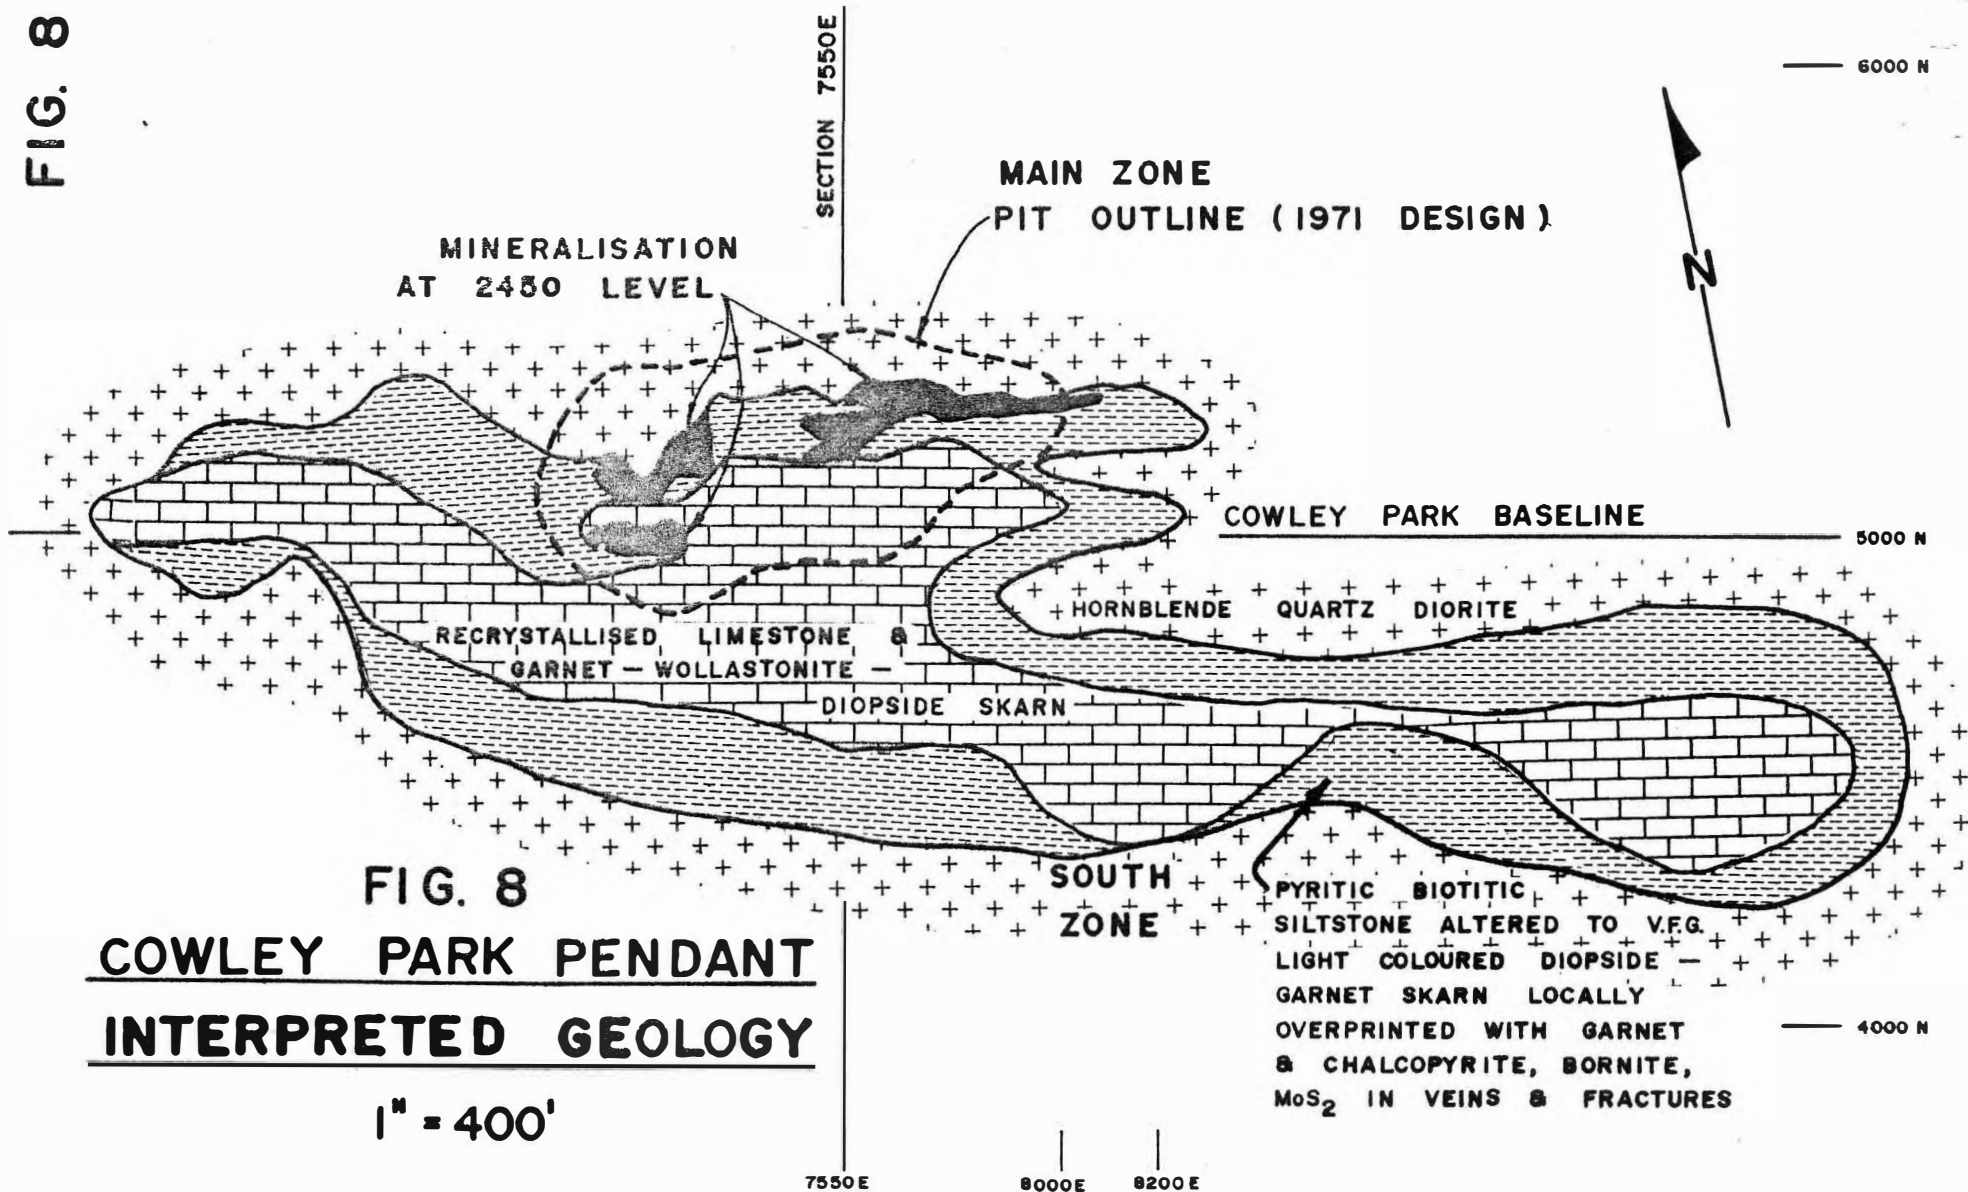 FIG. 8
SECTION 7550E
6000 N
MAIN ZONE
PIT OUTLINE (1971 DESIGN)
MINERALISATION
AT 2450 LEVEL
N
COWLEY PARK BASELINE
5000 N
HORNBLENDE QUARTZ DIORITE
RECRYSTALLISED LIMESTONE &
GARNET – WOLLASTONITE –
DIOPSIDE SKARN
SOUTH
ZONE
PYRITIC BIOTITIC
SILTSTONE ALTERED TO V.F.G.
LIGHT COLOURED DIOPSIDE –
GARNET SKARN LOCALLY
OVERPRINTED WITH GARNET
& CHALCOPYRITE, BORNITE,
MoS₂ IN VEINS & FRACTURES
4000 N
FIG. 8
COWLEY PARK PENDANT
INTERPRETED GEOLOGY
1" = 400'
7550E
8000E
8200E